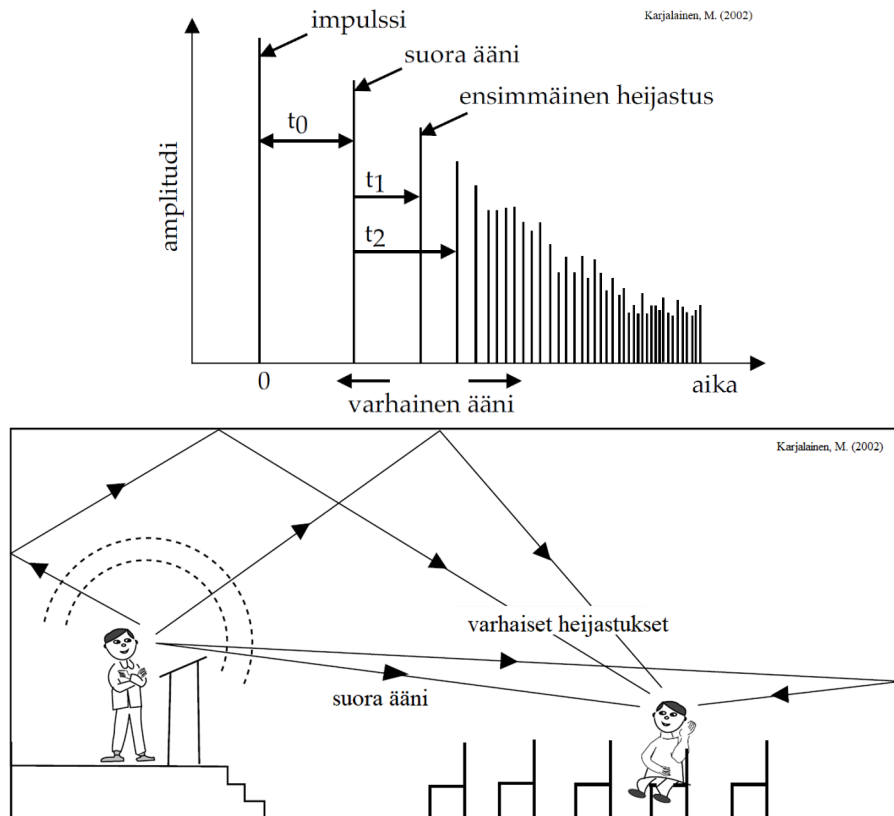 impulssi
Karjalainen, M. (2002)
suora ääni
ensimmäinen heijastus
t0
t1
t2
amplitudi
0
aika
varhainen ääni
Karjalainen, M. (2002)
varhaiset heijastukset
suora ääni